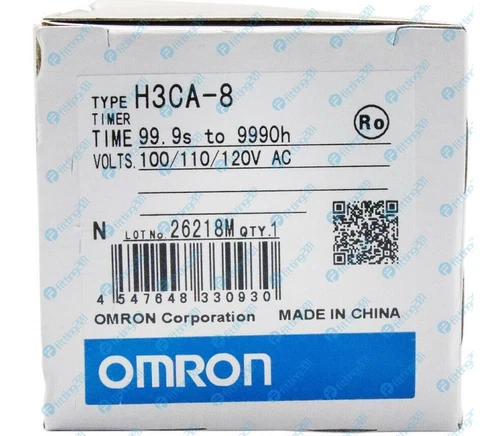 TYPE H3CA-8
TIMER
TIME 99.9s to 9990h
VOLTS. 100/110/120V AC
Ro
N LOT No. 26218M QTY.1
4 547648 330930
OMRON Corporation MADE IN CHINA
OMRON
fitting2011